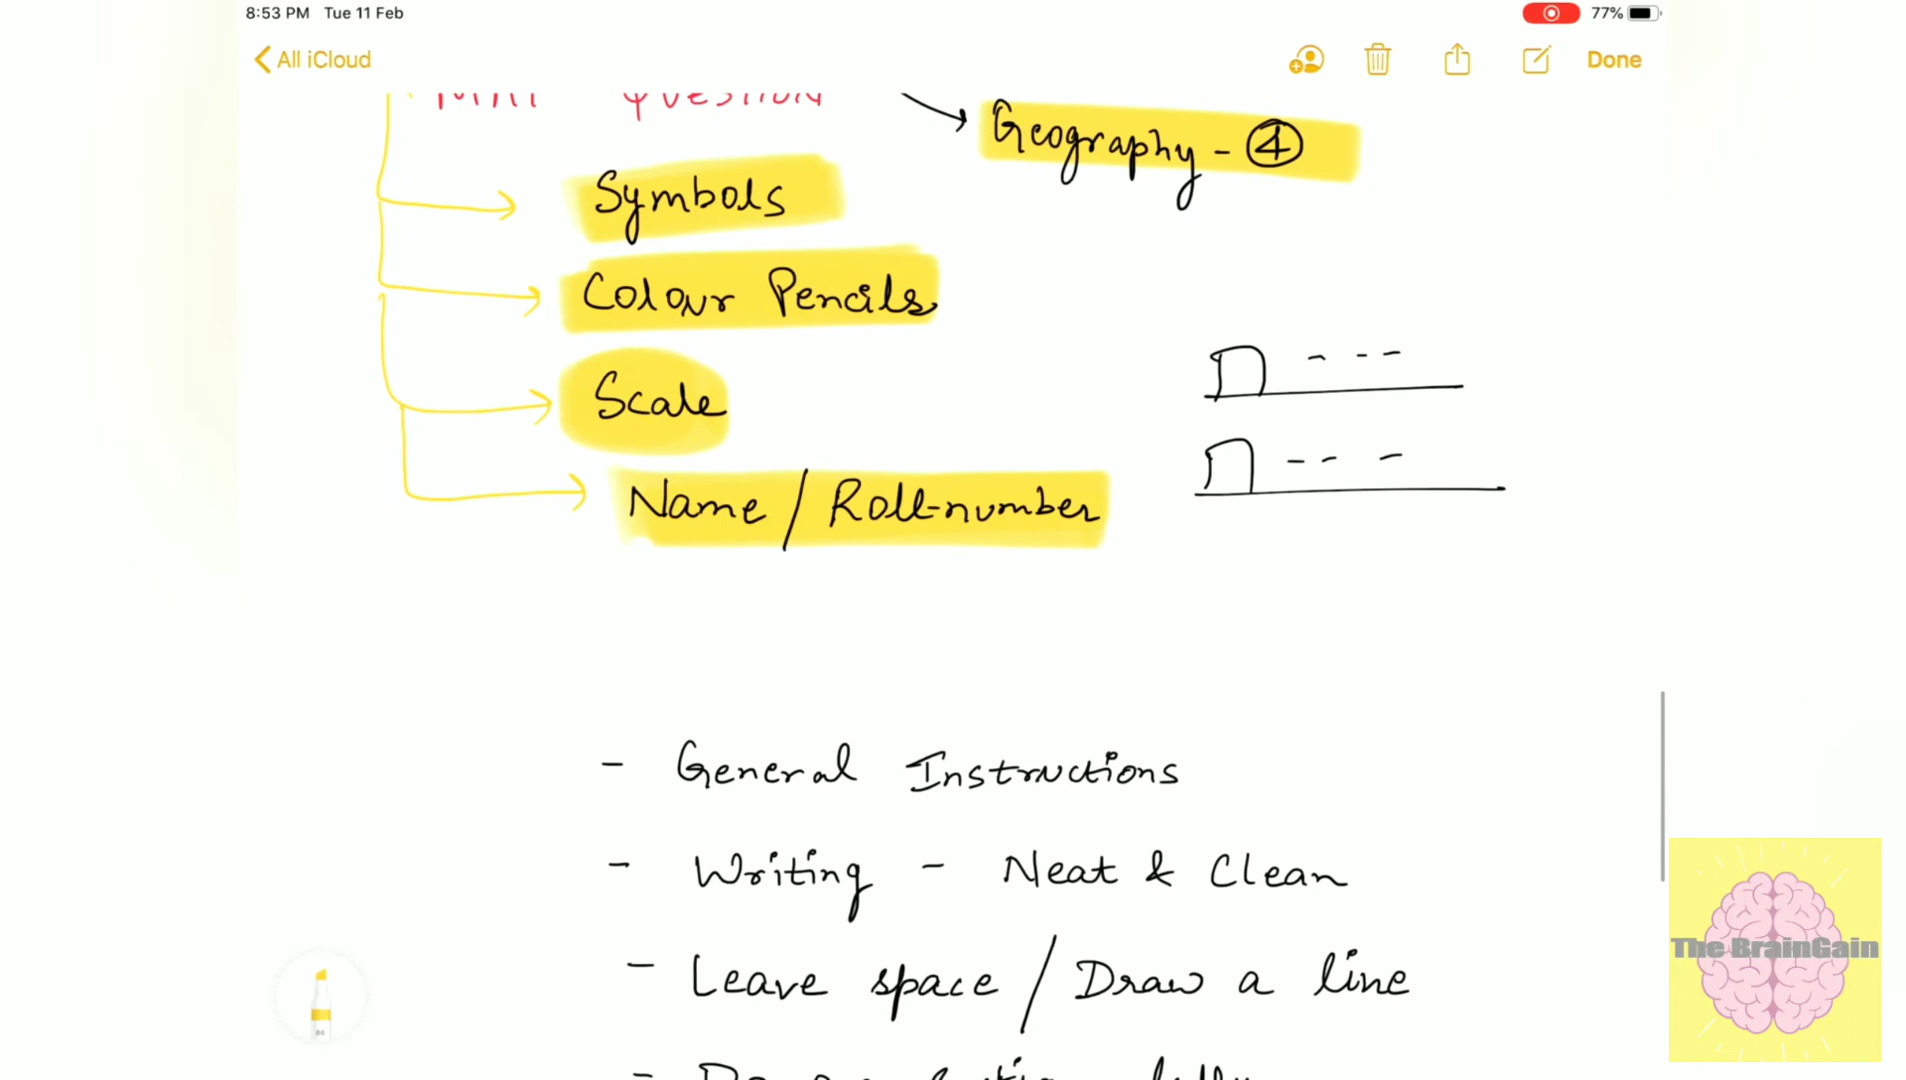 8:53 PM Tue 11 Feb
77%
All iCloud
Done
Question
Geography - 4
Symbols
Colour Pencils
Scale
Name / Roll-number
- General Instructions
- Writing - Neat & Clean
- Leave space / Draw a line
The BrainGain